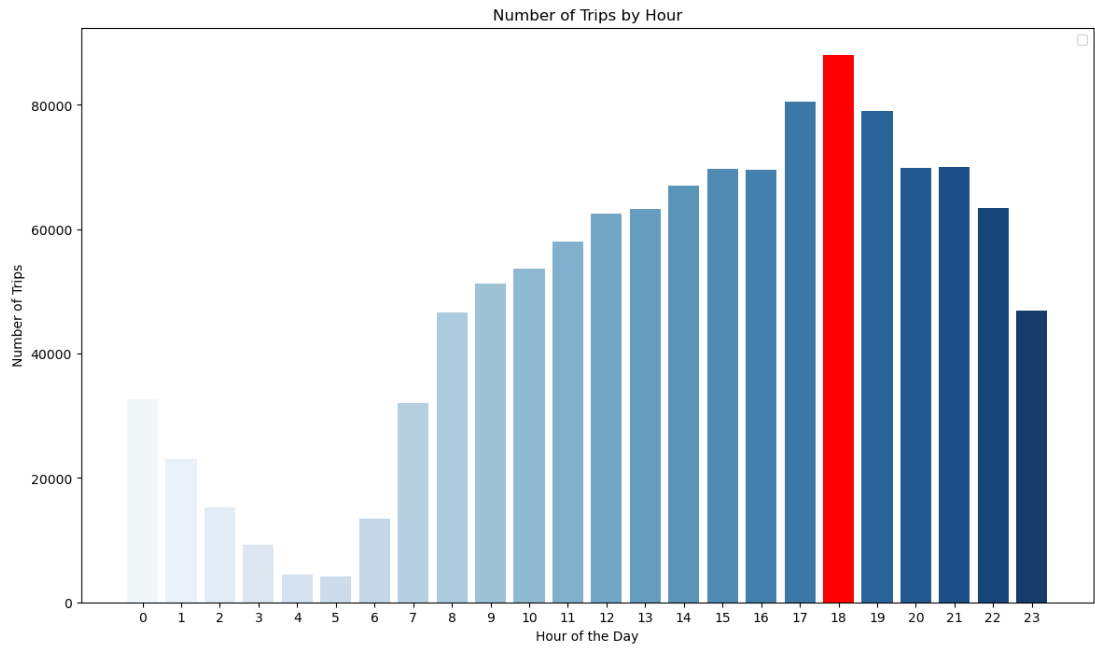 Number of Trips by Hour
Number of Trips
80000
60000
40000
20000
0
0 1 2 3 4 5 6 7 8 9 10 11 12 13 14 15 16 17 18 19 20 21 22 23
Hour of the Day